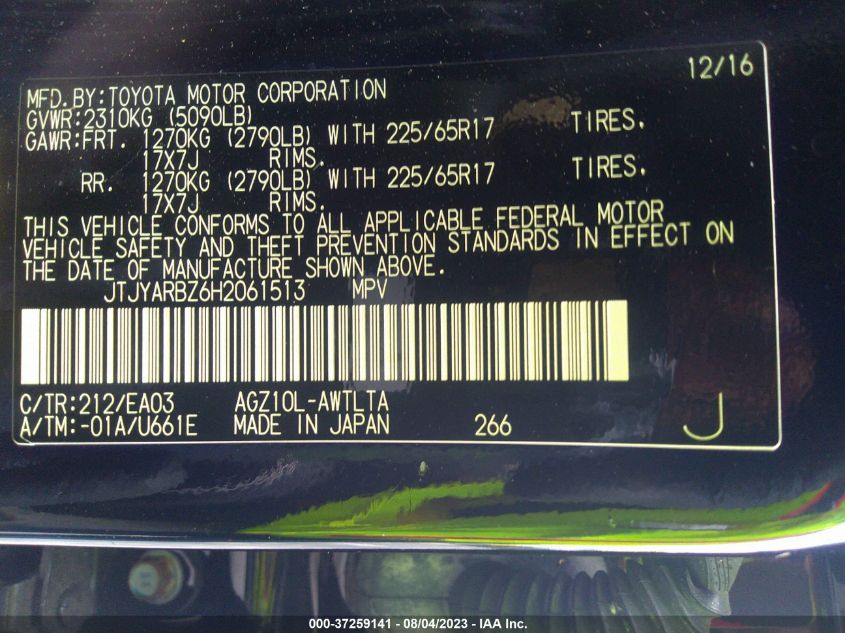 12/16
MFD.BY:TOYOTA MOTOR CORPORATION
GVWR:2310KG (5090LB)
GAWR:FRT. 1270KG (2790LB) WITH 225/65R17 TIRES.
17X7J RIMS.
RR. 1270KG (2790LB) WITH 225/65R17 TIRES.
17X7J RIMS.
THIS VEHICLE CONFORMS TO ALL APPLICABLE FEDERAL MOTOR
VEHICLE SAFETY AND THEFT PREVENTION STANDARDS IN EFFECT ON
THE DATE OF MANUFACTURE SHOWN ABOVE.
JTJYARBZ6H2061513 MPV
C/TR:212/EA03 AGZ10L-AWTLTA
A/TM:-01A/U661E MADE IN JAPAN 266 J
000-37259141 - 08/04/2023 - IAA Inc.